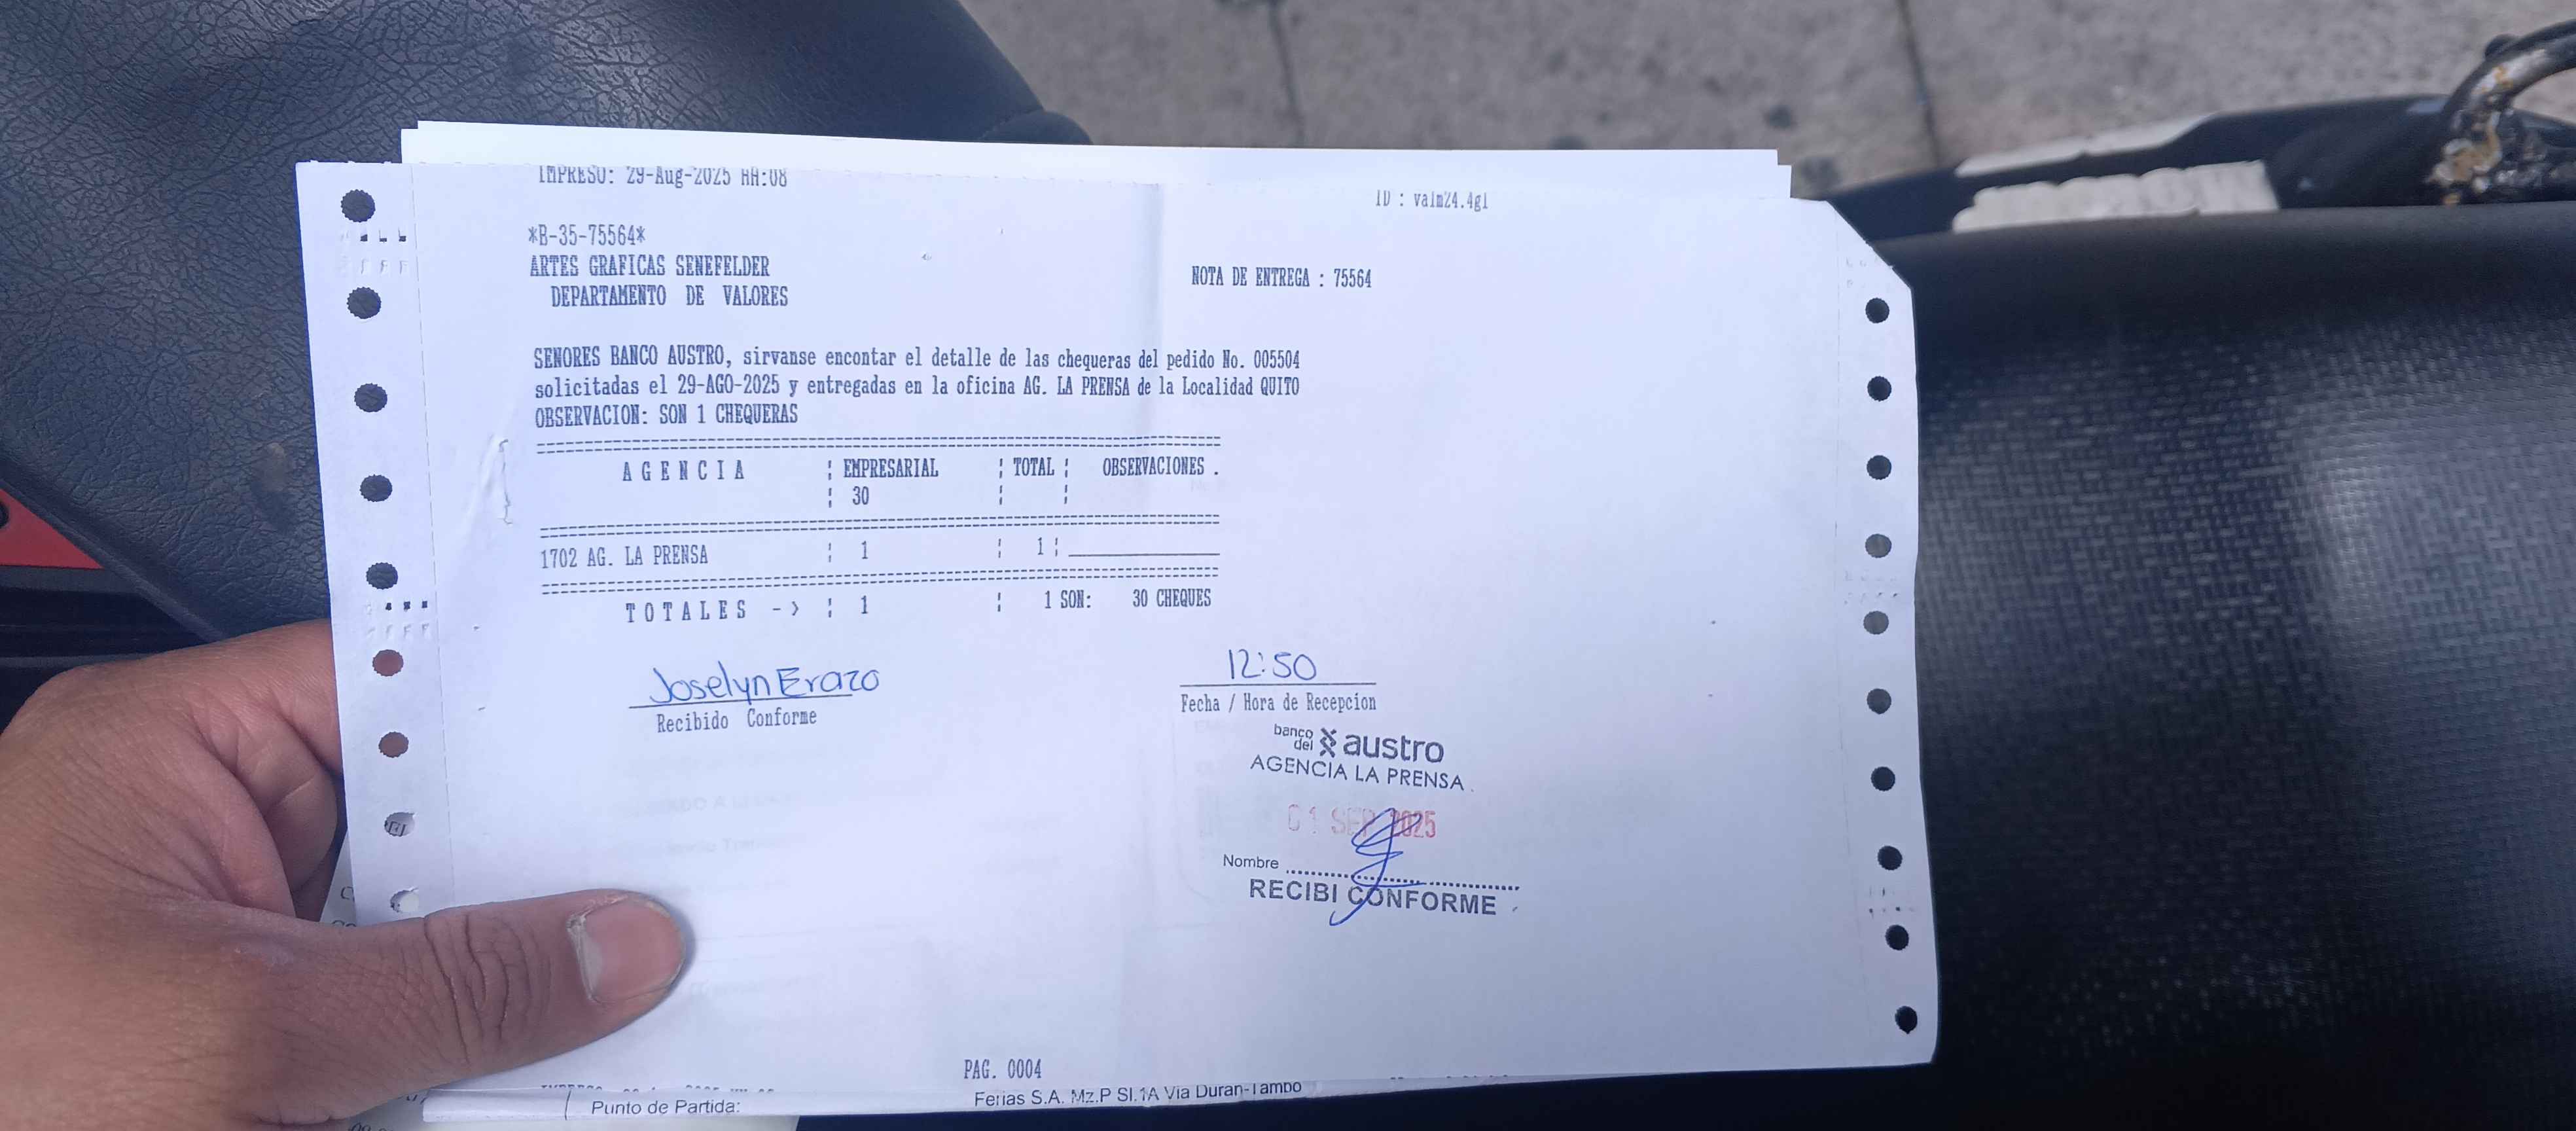 IMPRESO: 29-Aug-2025 HH:08
ID : valm24.4gl
*B-35-75564*
ARTES GRAFICAS SENEFELDER
NOTA DE ENTREGA : 75564
DEPARTAMENTO DE VALORES
SENORES BANCO AUSTRO, sirvanse encontar el detalle de las chequeras del pedido No. 005504
solicitadas el 29-AGO-2025 y entregadas en la oficina AG. LA PRENSA de la Localidad QUITO
OBSERVACION: SON 1 CHEQUERAS
A G E N C I A ¦ EMPRESARIAL ¦ TOTAL ¦ OBSERVACIONES .
¦ 30 ¦ ¦
1702 AG. LA PRENSA ¦ 1 ¦ 1 ¦
T O T A L E S - > ¦ 1 ¦ 1 SON: 30 CHEQUES
Joselyn Erazo
12:50
Recibido Conforme
Fecha / Hora de Recepcion
banco del austro
AGENCIA LA PRENSA
01 SEP 2025
Nombre
RECIBI CONFORME
PAG. 0004
Ferias S.A. Mz.P Sl.1A Via Duran-Tambo
Punto de Partida: